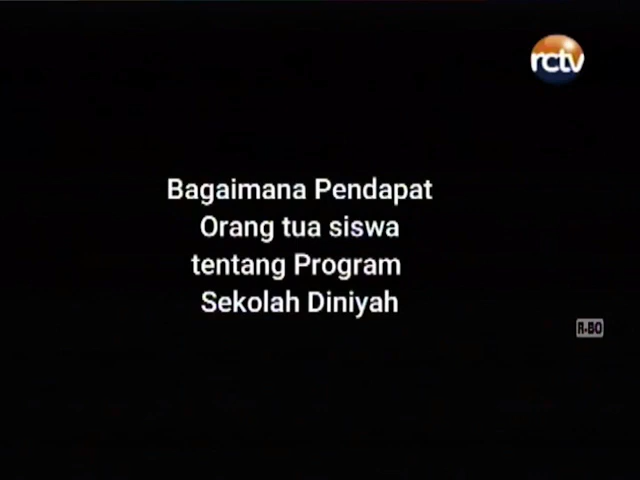 rctv
Bagaimana Pendapat
Orang tua siswa
tentang Program
Sekolah Diniyah
R-BO